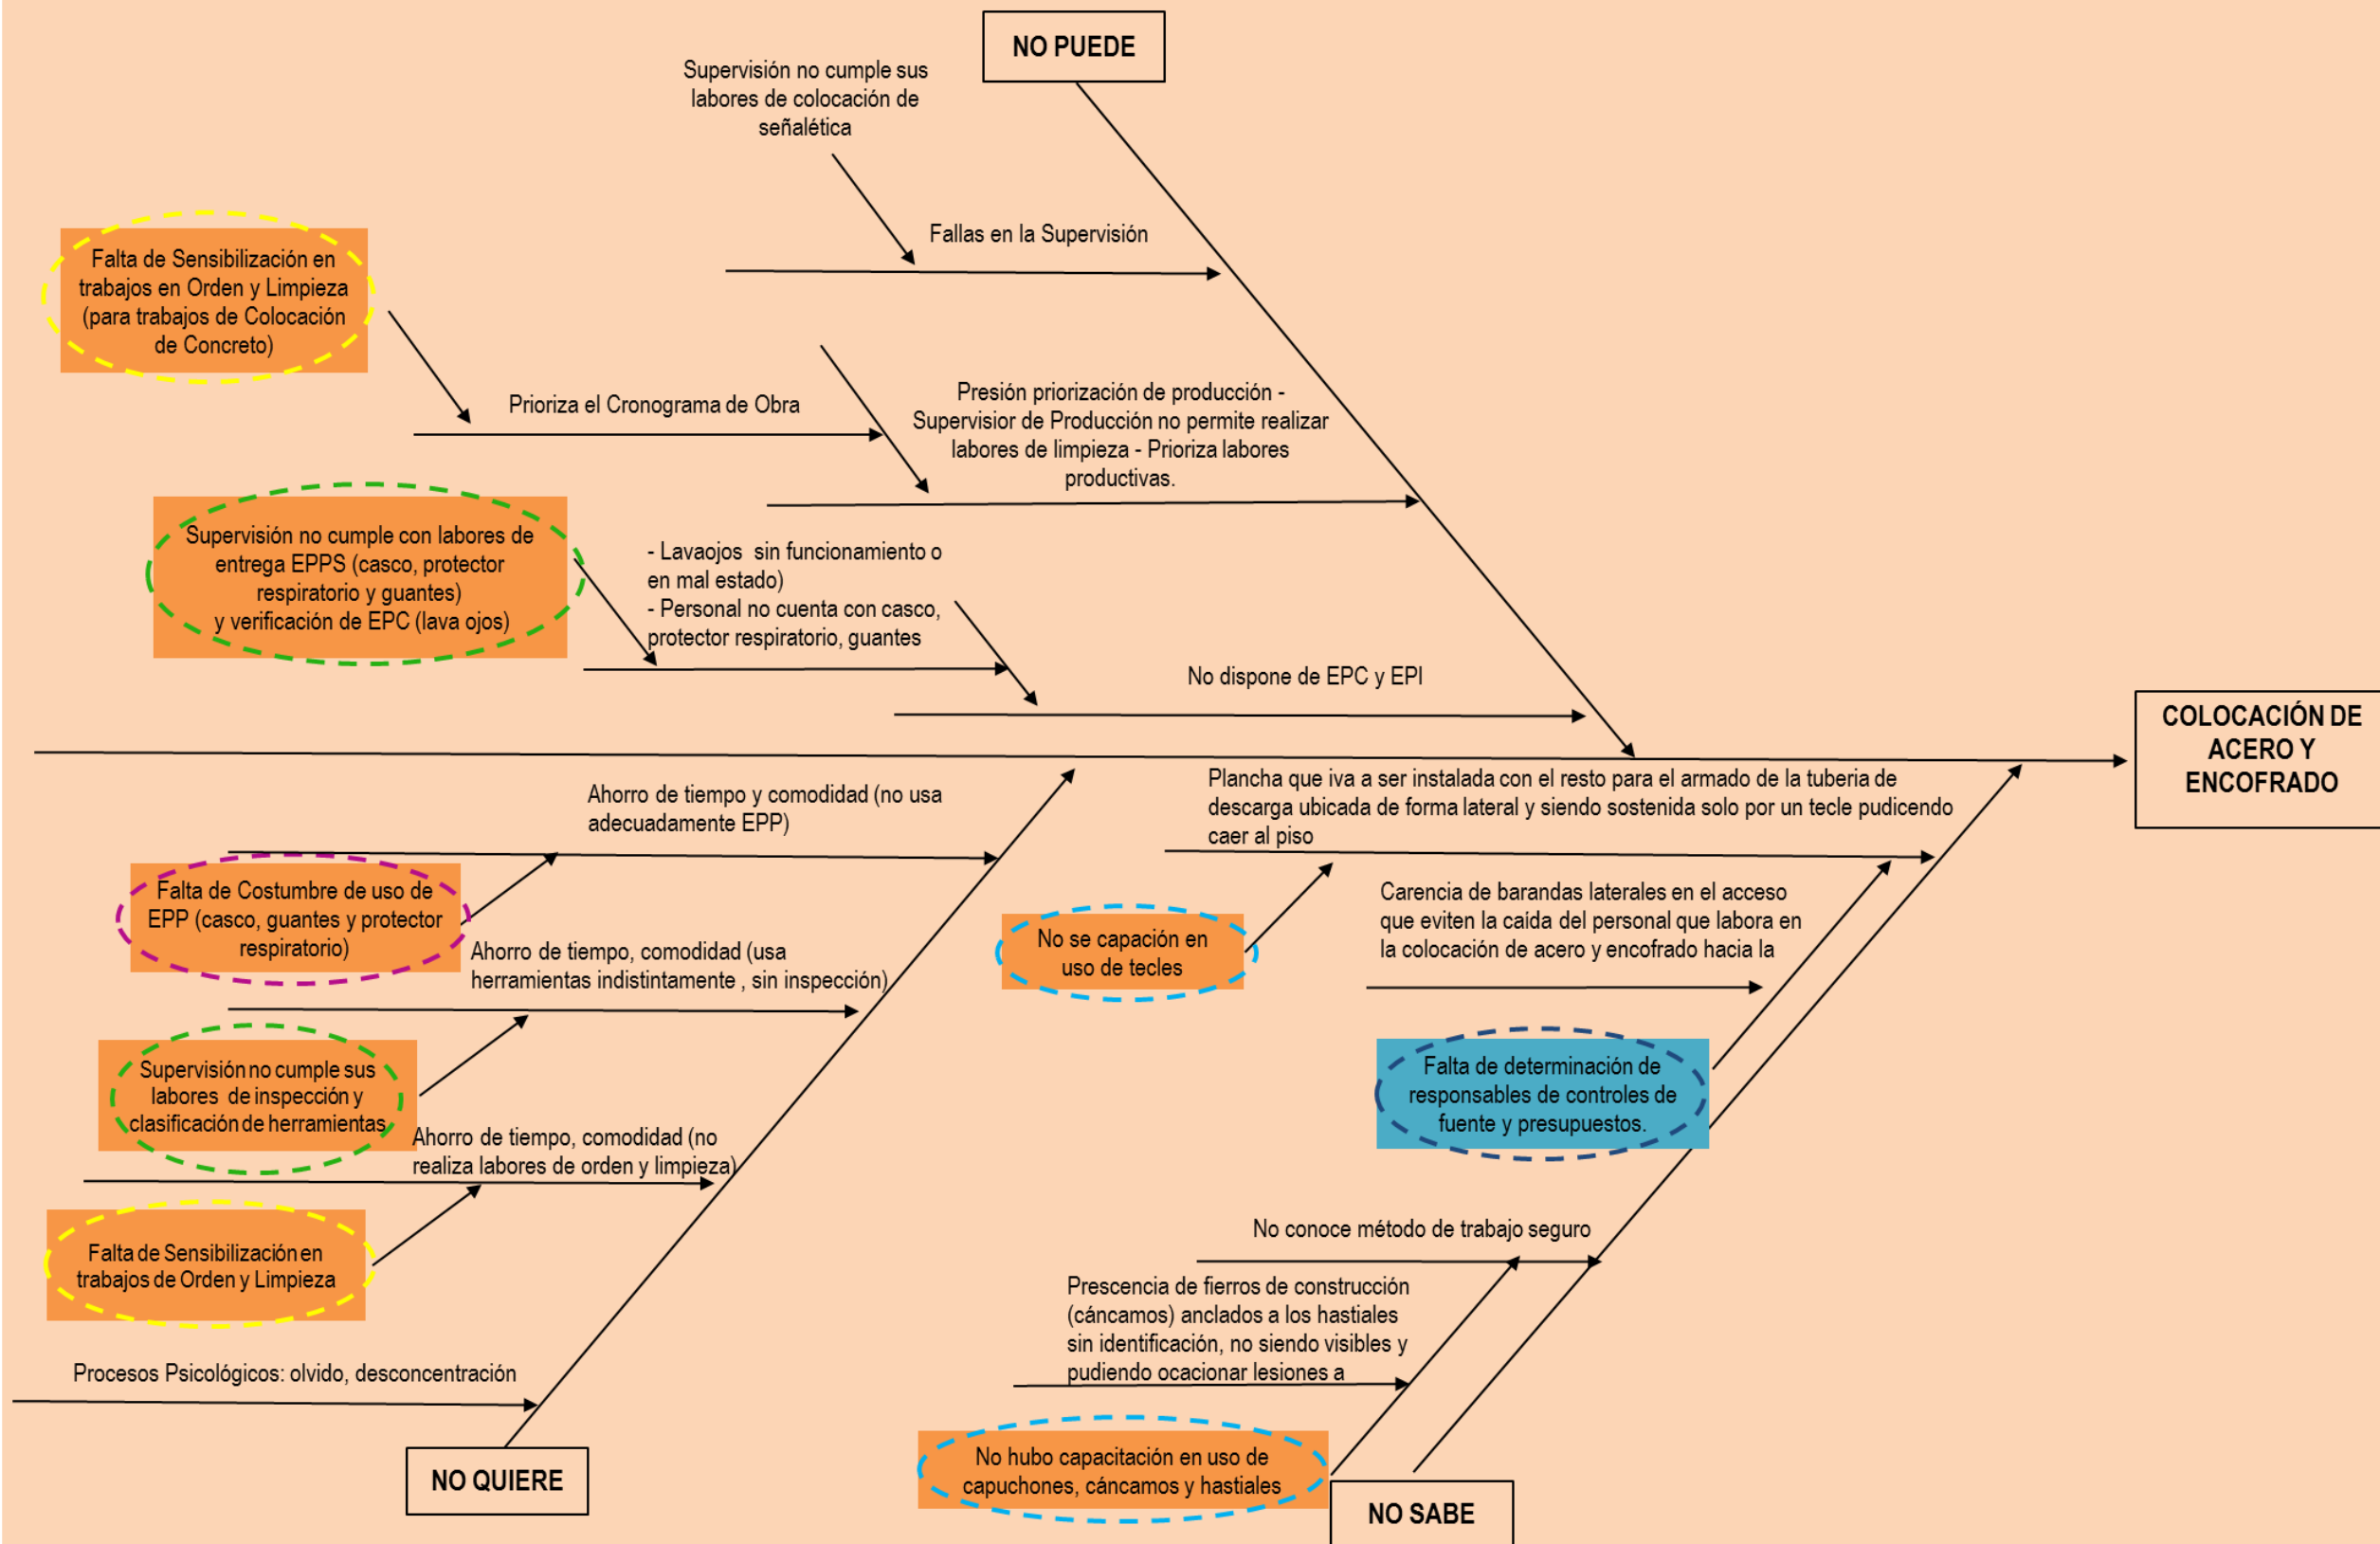 NO PUEDE
Supervisión no cumple sus
labores de colocación de
señalética
Fallas en la Supervisión
Falta de Sensibilización en
trabajos en Orden y Limpieza
(para trabajos de Colocación
de Concreto)
Prioriza el Cronograma de Obra
Presión priorización de producción -
Supervisior de Producción no permite realizar
labores de limpieza - Prioriza labores
productivas.
Supervisión no cumple con labores de
entrega EPPS (casco, protector
respiratorio y guantes)
y verificación de EPC (lava ojos)
- Lavaojos sin funcionamiento o
en mal estado)
- Personal no cuenta con casco,
protector respiratorio, guantes
No dispone de EPC y EPI
COLOCACIÓN DE
ACERO Y
ENCOFRADO
Ahorro de tiempo y comodidad (no usa
adecuadamente EPP)
Falta de Costumbre de uso de
EPP (casco, guantes y protector
respiratorio)
Ahorro de tiempo, comodidad (usa
herramientas indistintamente , sin inspección)
Supervisión no cumple sus
labores de inspección y
clasificación de herramientas
Ahorro de tiempo, comodidad (no
realiza labores de orden y limpieza)
Falta de Sensibilización en
trabajos de Orden y Limpieza
Procesos Psicológicos: olvido, desconcentración
NO QUIERE
Plancha que iva a ser instalada con el resto para el armado de la tuberia de
descarga ubicada de forma lateral y siendo sostenida solo por un tecle pudicendo
caer al piso
No se capación en
uso de tecles
Carencia de barandas laterales en el acceso
que eviten la caída del personal que labora en
la colocación de acero y encofrado hacia la
Falta de determinación de
responsables de controles de
fuente y presupuestos.
No conoce método de trabajo seguro
Prescencia de fierros de construcción
(cáncamos) anclados a los hastiales
sin identificación, no siendo visibles y
pudiendo ocacionar lesiones a
No hubo capacitación en uso de
capuchones, cáncamos y hastiales
NO SABE